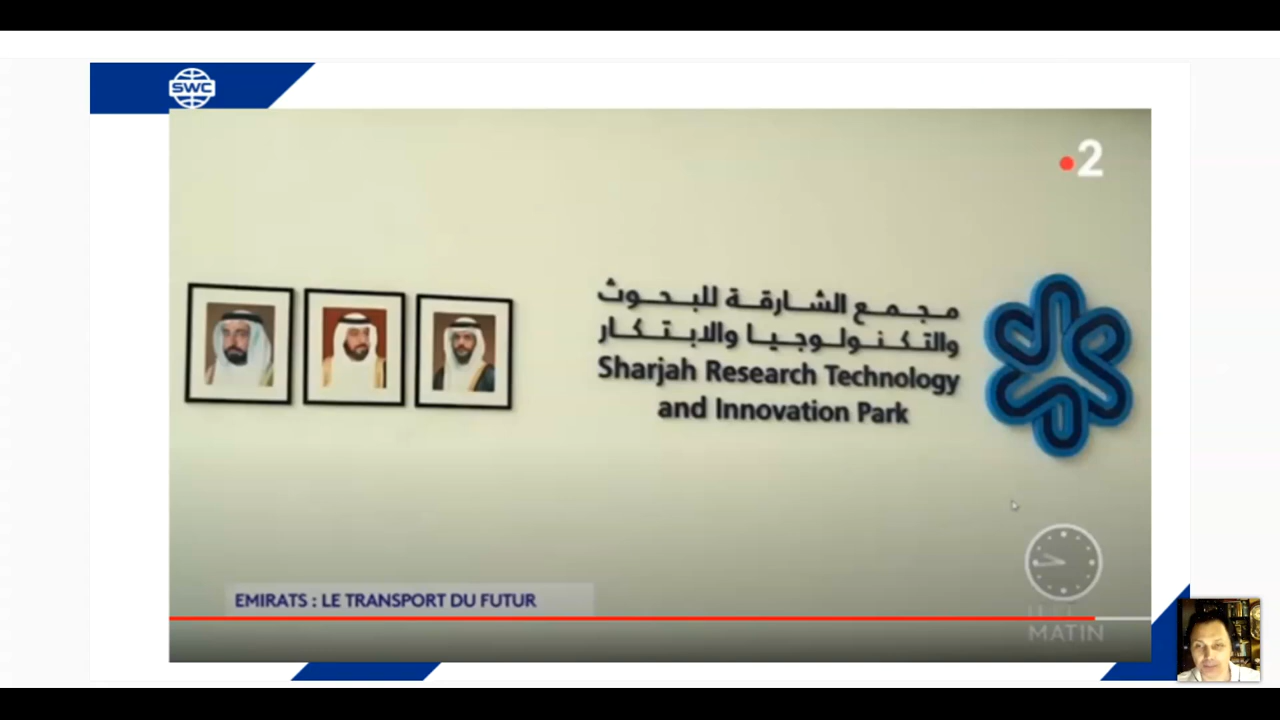 SWC
2
مجمع الشارقة للبحوث
والتكنولوجيا والابتكار
Sharjah Research Technology
and Innovation Park
EMIRATS : LE TRANSPORT DU FUTUR
MATIN